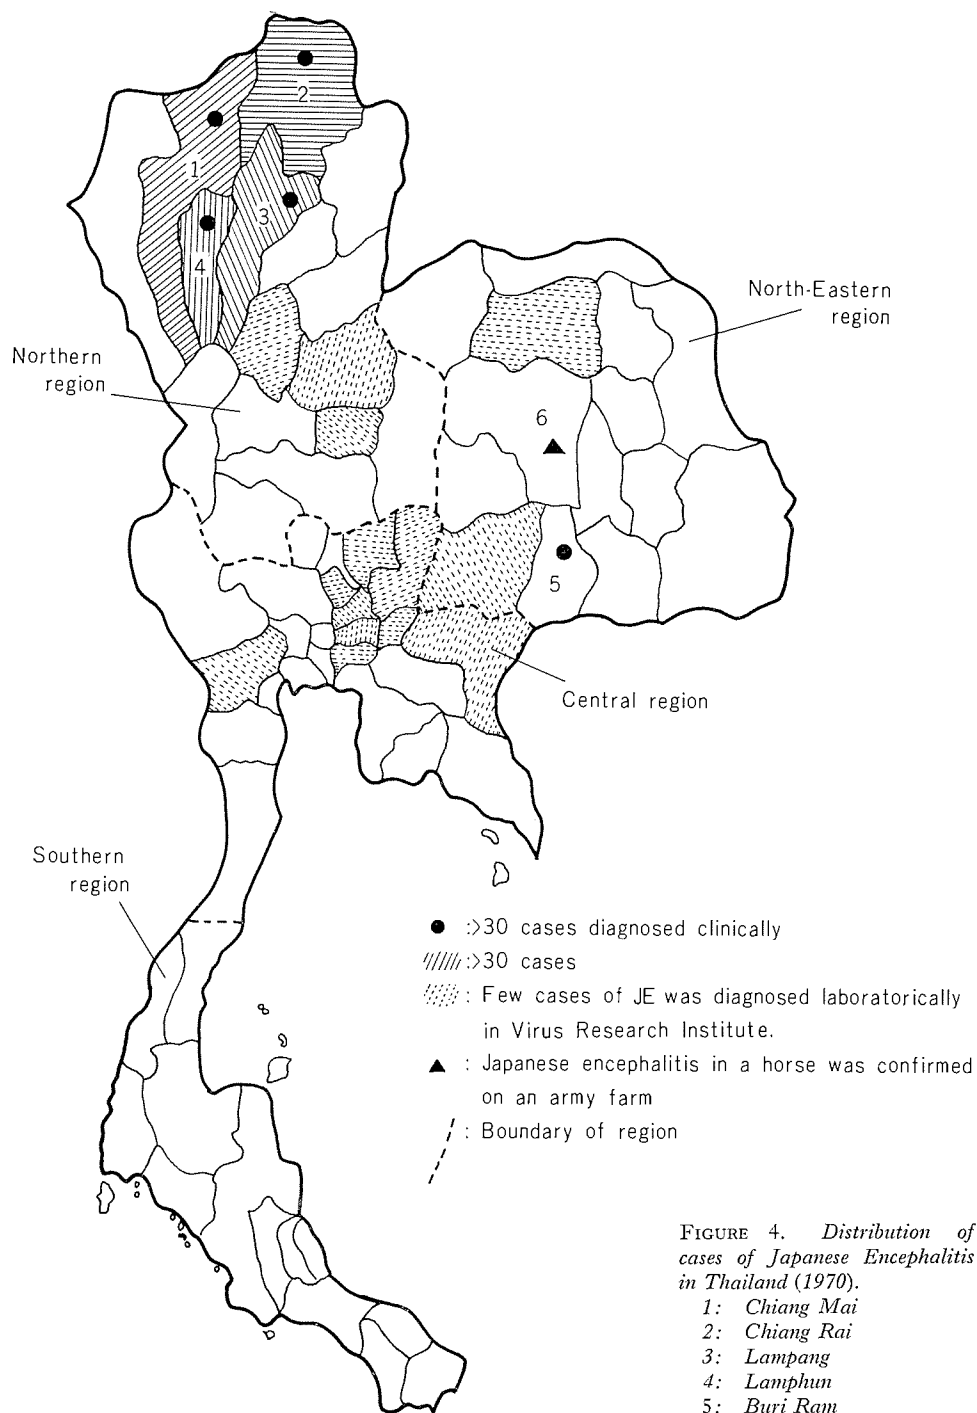 2
1
3
4
North-Eastern
region
Northern
region
6
5
Central region
Southern
region
● :>30 cases diagnosed clinically
:>30 cases
: Few cases of JE was diagnosed laboratorically
in Virus Research Institute.
▲ : Japanese encephalitis in a horse was confirmed
on an army farm
: Boundary of region
FIGURE 4. Distribution of
cases of Japanese Encephalitis
in Thailand (1970).
1: Chiang Mai
2: Chiang Rai
3: Lampang
4: Lamphun
5: Buri Ram